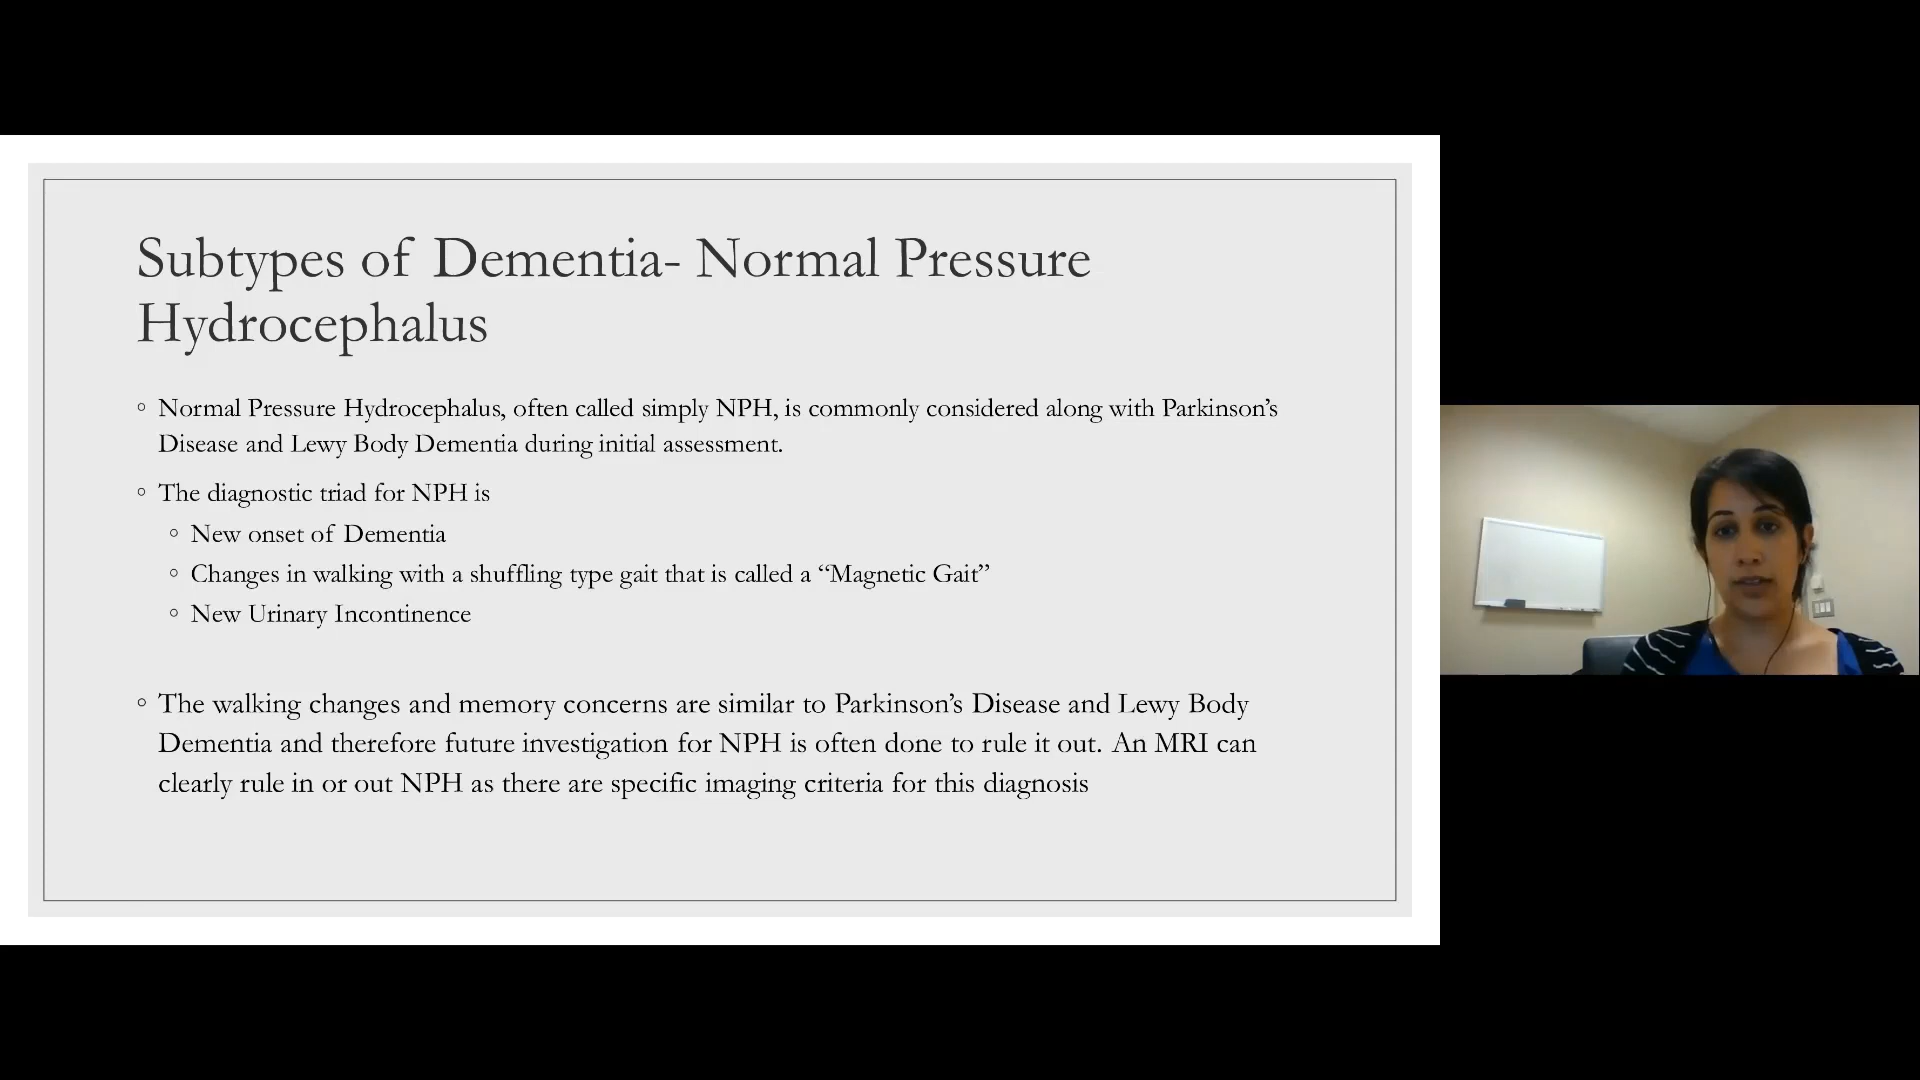 Subtypes of Dementia- Normal Pressure
Hydrocephalus
◦ Normal Pressure Hydrocephalus, often called simply NPH, is commonly considered along with Parkinson’s
Disease and Lewy Body Dementia during initial assessment.
◦ The diagnostic triad for NPH is
◦ New onset of Dementia
◦ Changes in walking with a shuffling type gait that is called a “Magnetic Gait”
◦ New Urinary Incontinence
◦ The walking changes and memory concerns are similar to Parkinson’s Disease and Lewy Body
Dementia and therefore future investigation for NPH is often done to rule it out. An MRI can
clearly rule in or out NPH as there are specific imaging criteria for this diagnosis